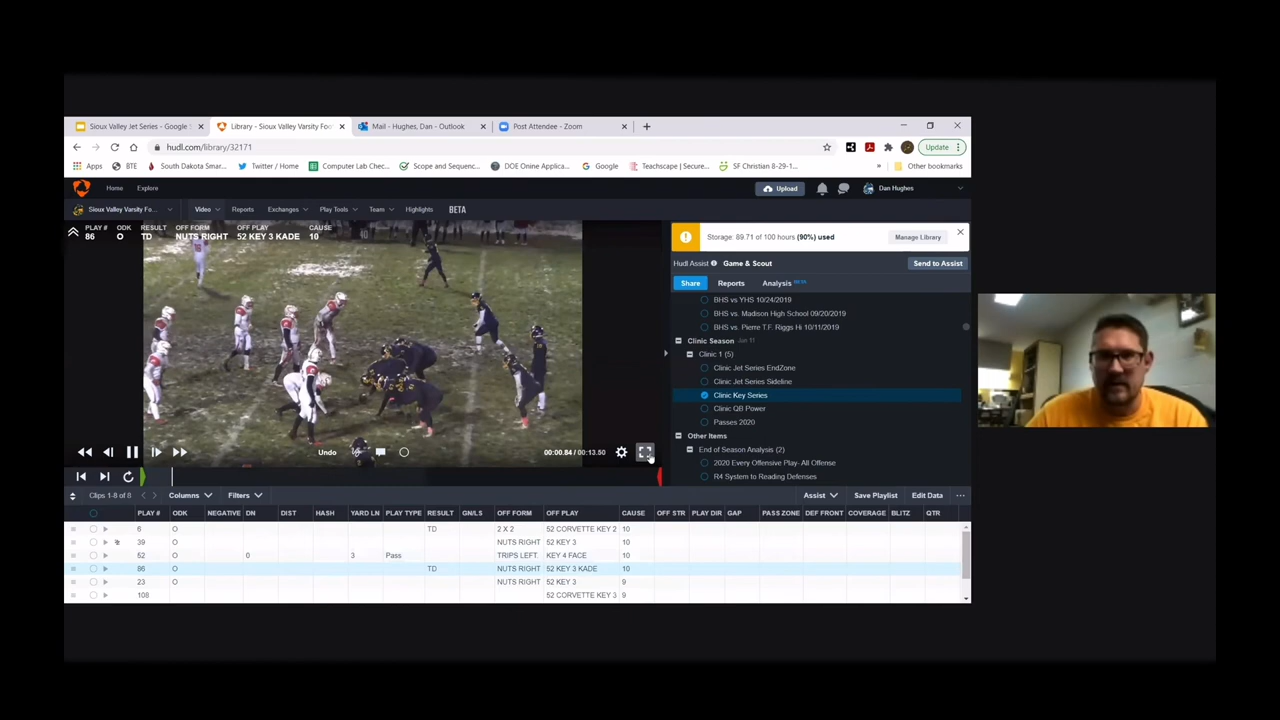 Sioux Valley Jet Series - Google S
Library - Sioux Valley Varsity Foo
Mail - Hughes, Dan - Outlook
Post Attendee - Zoom
hudl.com/library/32171
Update
Apps
BTE
South Dakota Smar...
Twitter / Home
Computer Lab Chec...
Scope and Sequenc...
DOE Onine Applica...
Google
Teachscape | Secure...
SF Christian 8-29-1...
Other bookmarks
Home
Explore
Upload
Dan Hughes
Sioux Valley Varsity Fo...
Video
Reports
Exchanges
Play Tools
Team
Highlights
BETA
PLAY # ODK RESULT OFF FORM OFF PLAY CAUSE
86 O TD NUTS RIGHT 52 KEY 3 KADE 10
Storage: 89.71 of 100 hours (90%) used
Manage Library
Hudl Assist
Game & Scout
Send to Assist
Share
Reports
Analysis BETA
BHS vs YHS 10/24/2019
BHS vs. Madison High School 09/20/2019
BHS vs. Pierre T.F. Riggs Hi 10/11/2019
Clinic Season Jun 11
Clinic 1 (5)
Clinic Jet Series EndZone
Clinic Jet Series Sideline
Clinic Key Series
Clinic QB Power
Passes 2020
Other Items
End of Season Analysis (2)
2020 Every Offensive Play- All Offense
R4 System to Reading Defenses
Undo
00:00.84 / 00:13.50
Clips 1-8 of 8
Columns
Filters
Assist
Save Playlist
Edit Data
PLAY # ODK NEGATIVE DN DIST HASH YARD LN PLAY TYPE RESULT GN/LS OFF FORM OFF PLAY CAUSE OFF STR PLAY DIR GAP PASS ZONE DEF FRONT COVERAGE BLITZ QTR
6 O TD 2 X 2 52 CORVETTE KEY 2 10
39 O NUTS RIGHT 52 KEY 3 10
52 O 0 3 Pass TRIPS LEFT. KEY 4 FACE 10
86 O TD NUTS RIGHT 52 KEY 3 KADE 10
23 O NUTS RIGHT 52 KEY 3 9
108 52 CORVETTE KEY 3 9